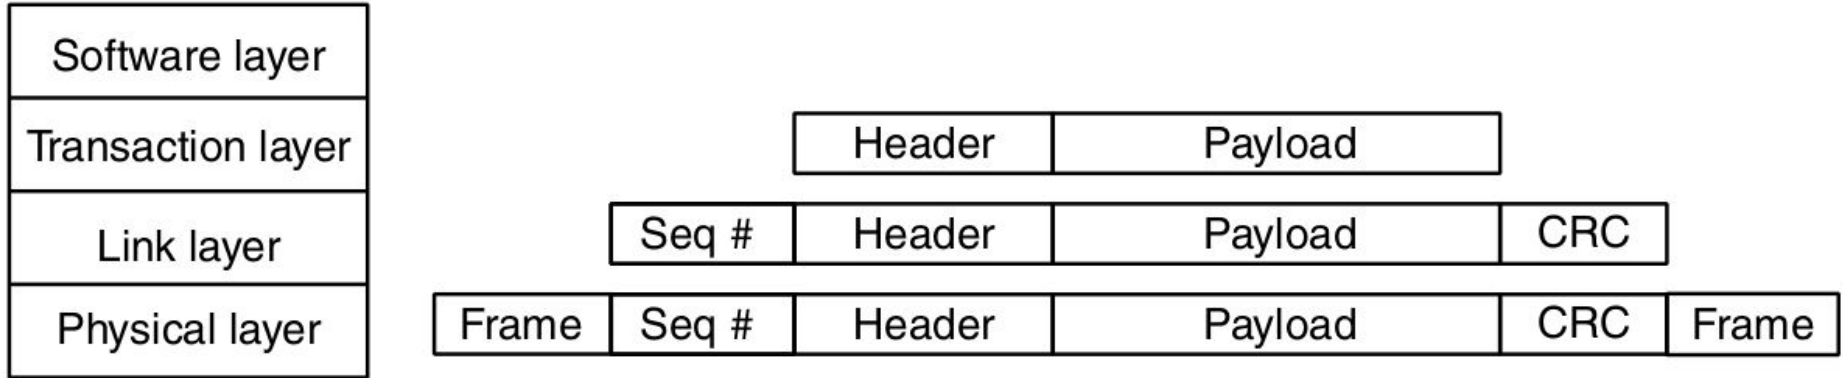 Software layer
Transaction layer Header Payload
Link layer Seq # Header Payload CRC
Physical layer Frame Seq # Header Payload CRC Frame